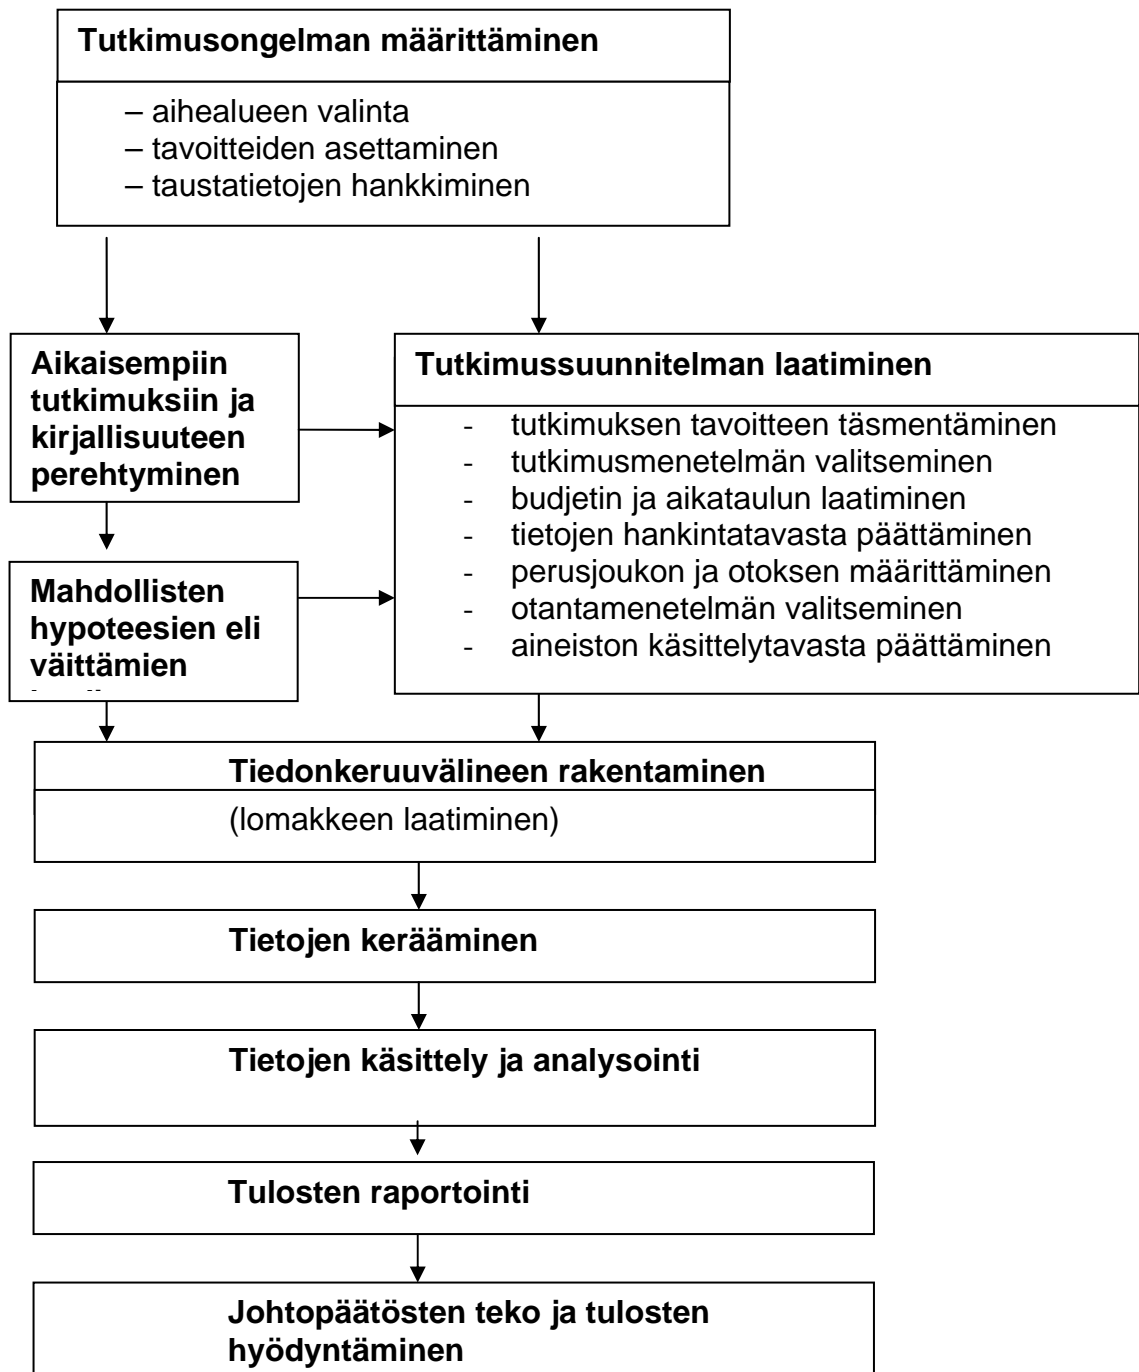 Tutkimusongelman määrittäminen
– aihealueen valinta
– tavoitteiden asettaminen
– taustatietojen hankkiminen
Aikaisempiin
tutkimuksiin ja
kirjallisuuteen
perehtyminen
Tutkimussuunnitelman laatiminen
- tutkimuksen tavoitteen täsmentäminen
- tutkimusmenetelmän valitseminen
- budjetin ja aikataulun laatiminen
- tietojen hankintatavasta päättäminen
- perusjoukon ja otoksen määrittäminen
- otantamenetelmän valitseminen
- aineiston käsittelytavasta päättäminen
Mahdollisten
hypoteesien eli
väittämien
Tiedonkeruuvälineen rakentaminen
(lomakkeen laatiminen)
Tietojen kerääminen
Tietojen käsittely ja analysointi
Tulosten raportointi
Johtopäätösten teko ja tulosten
hyödyntäminen